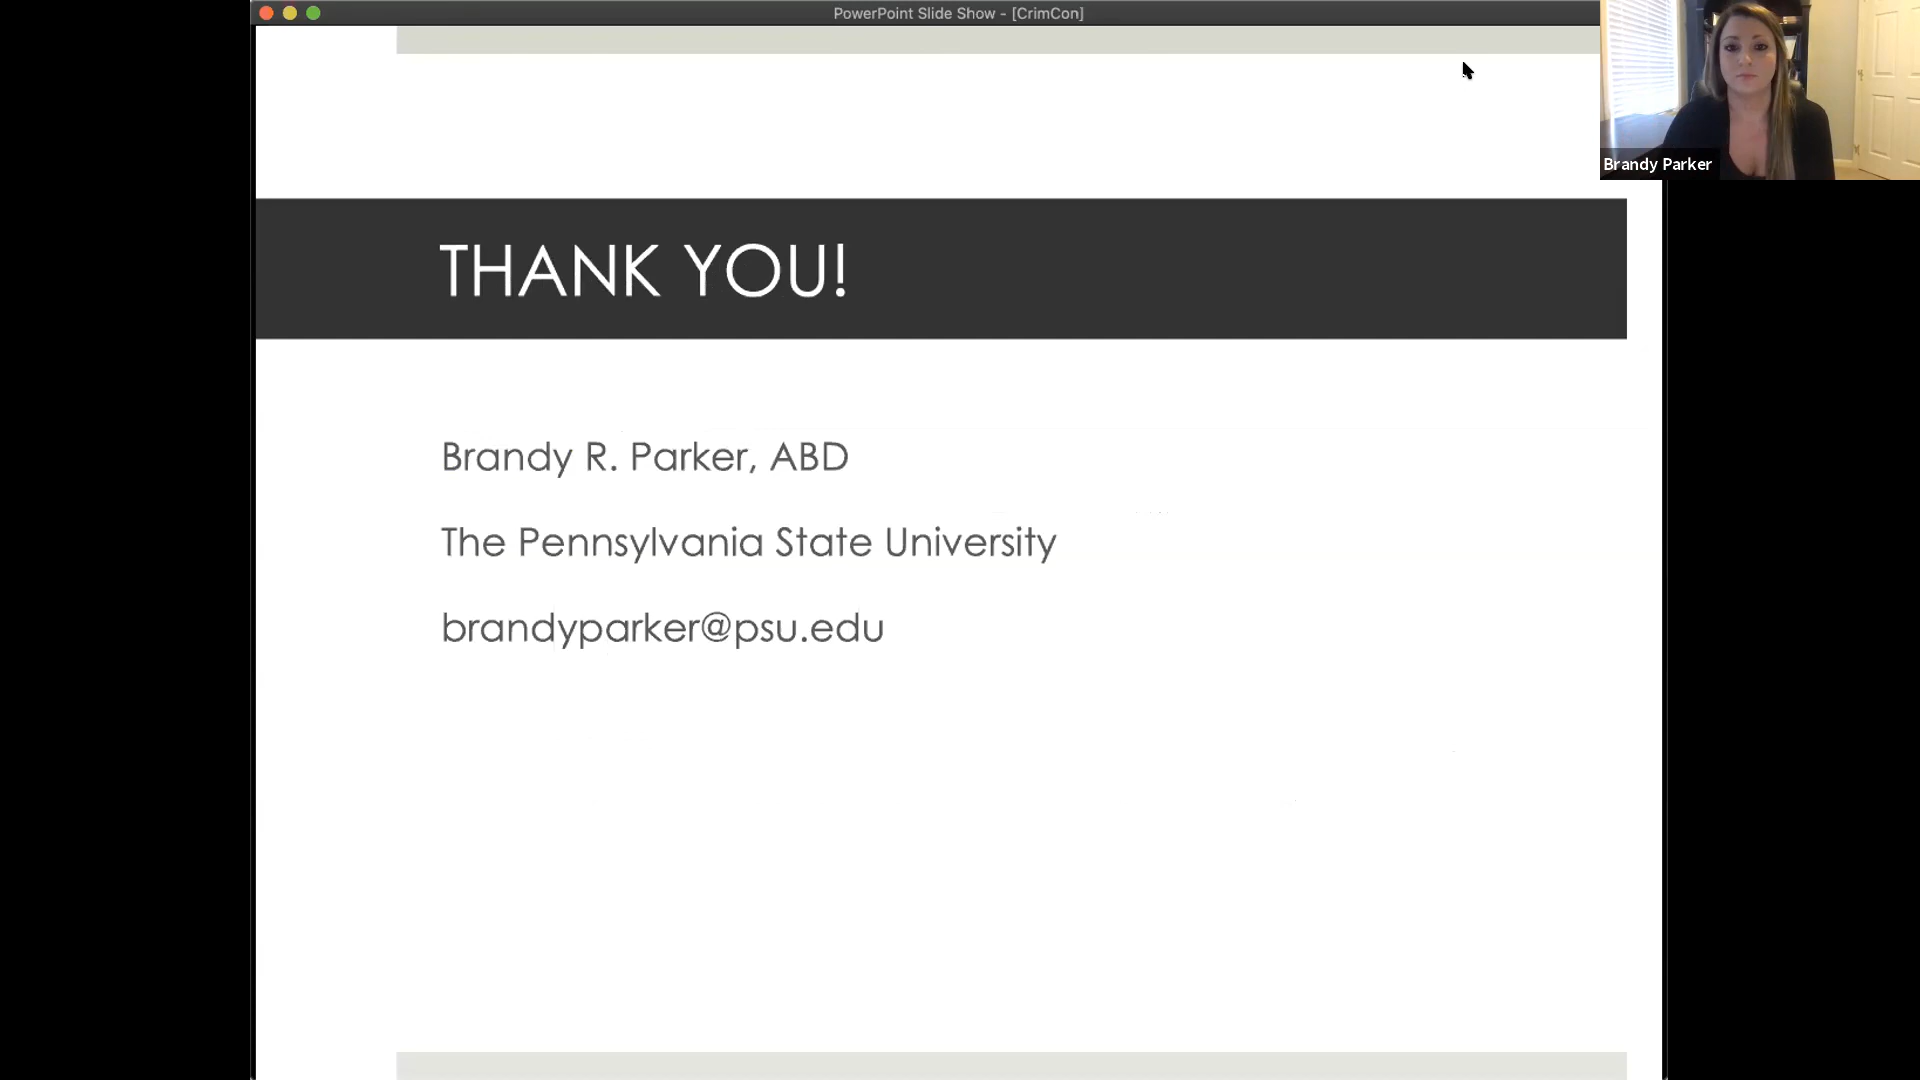 PowerPoint Slide Show - [CrimCon]
Brandy Parker
THANK YOU!
Brandy R. Parker, ABD
The Pennsylvania State University
brandyparker@psu.edu